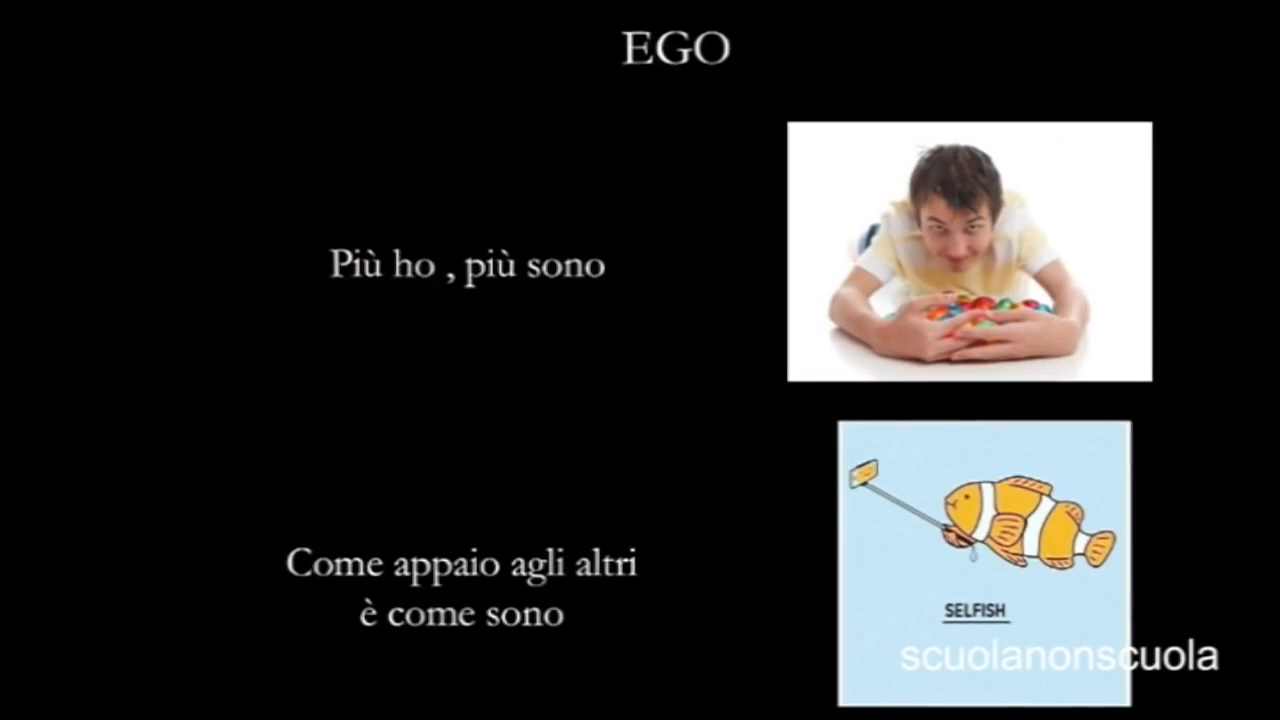 EGO
Più ho , più sono
Come appaio agli altri
è come sono
SELFISH
scuolanonscuola